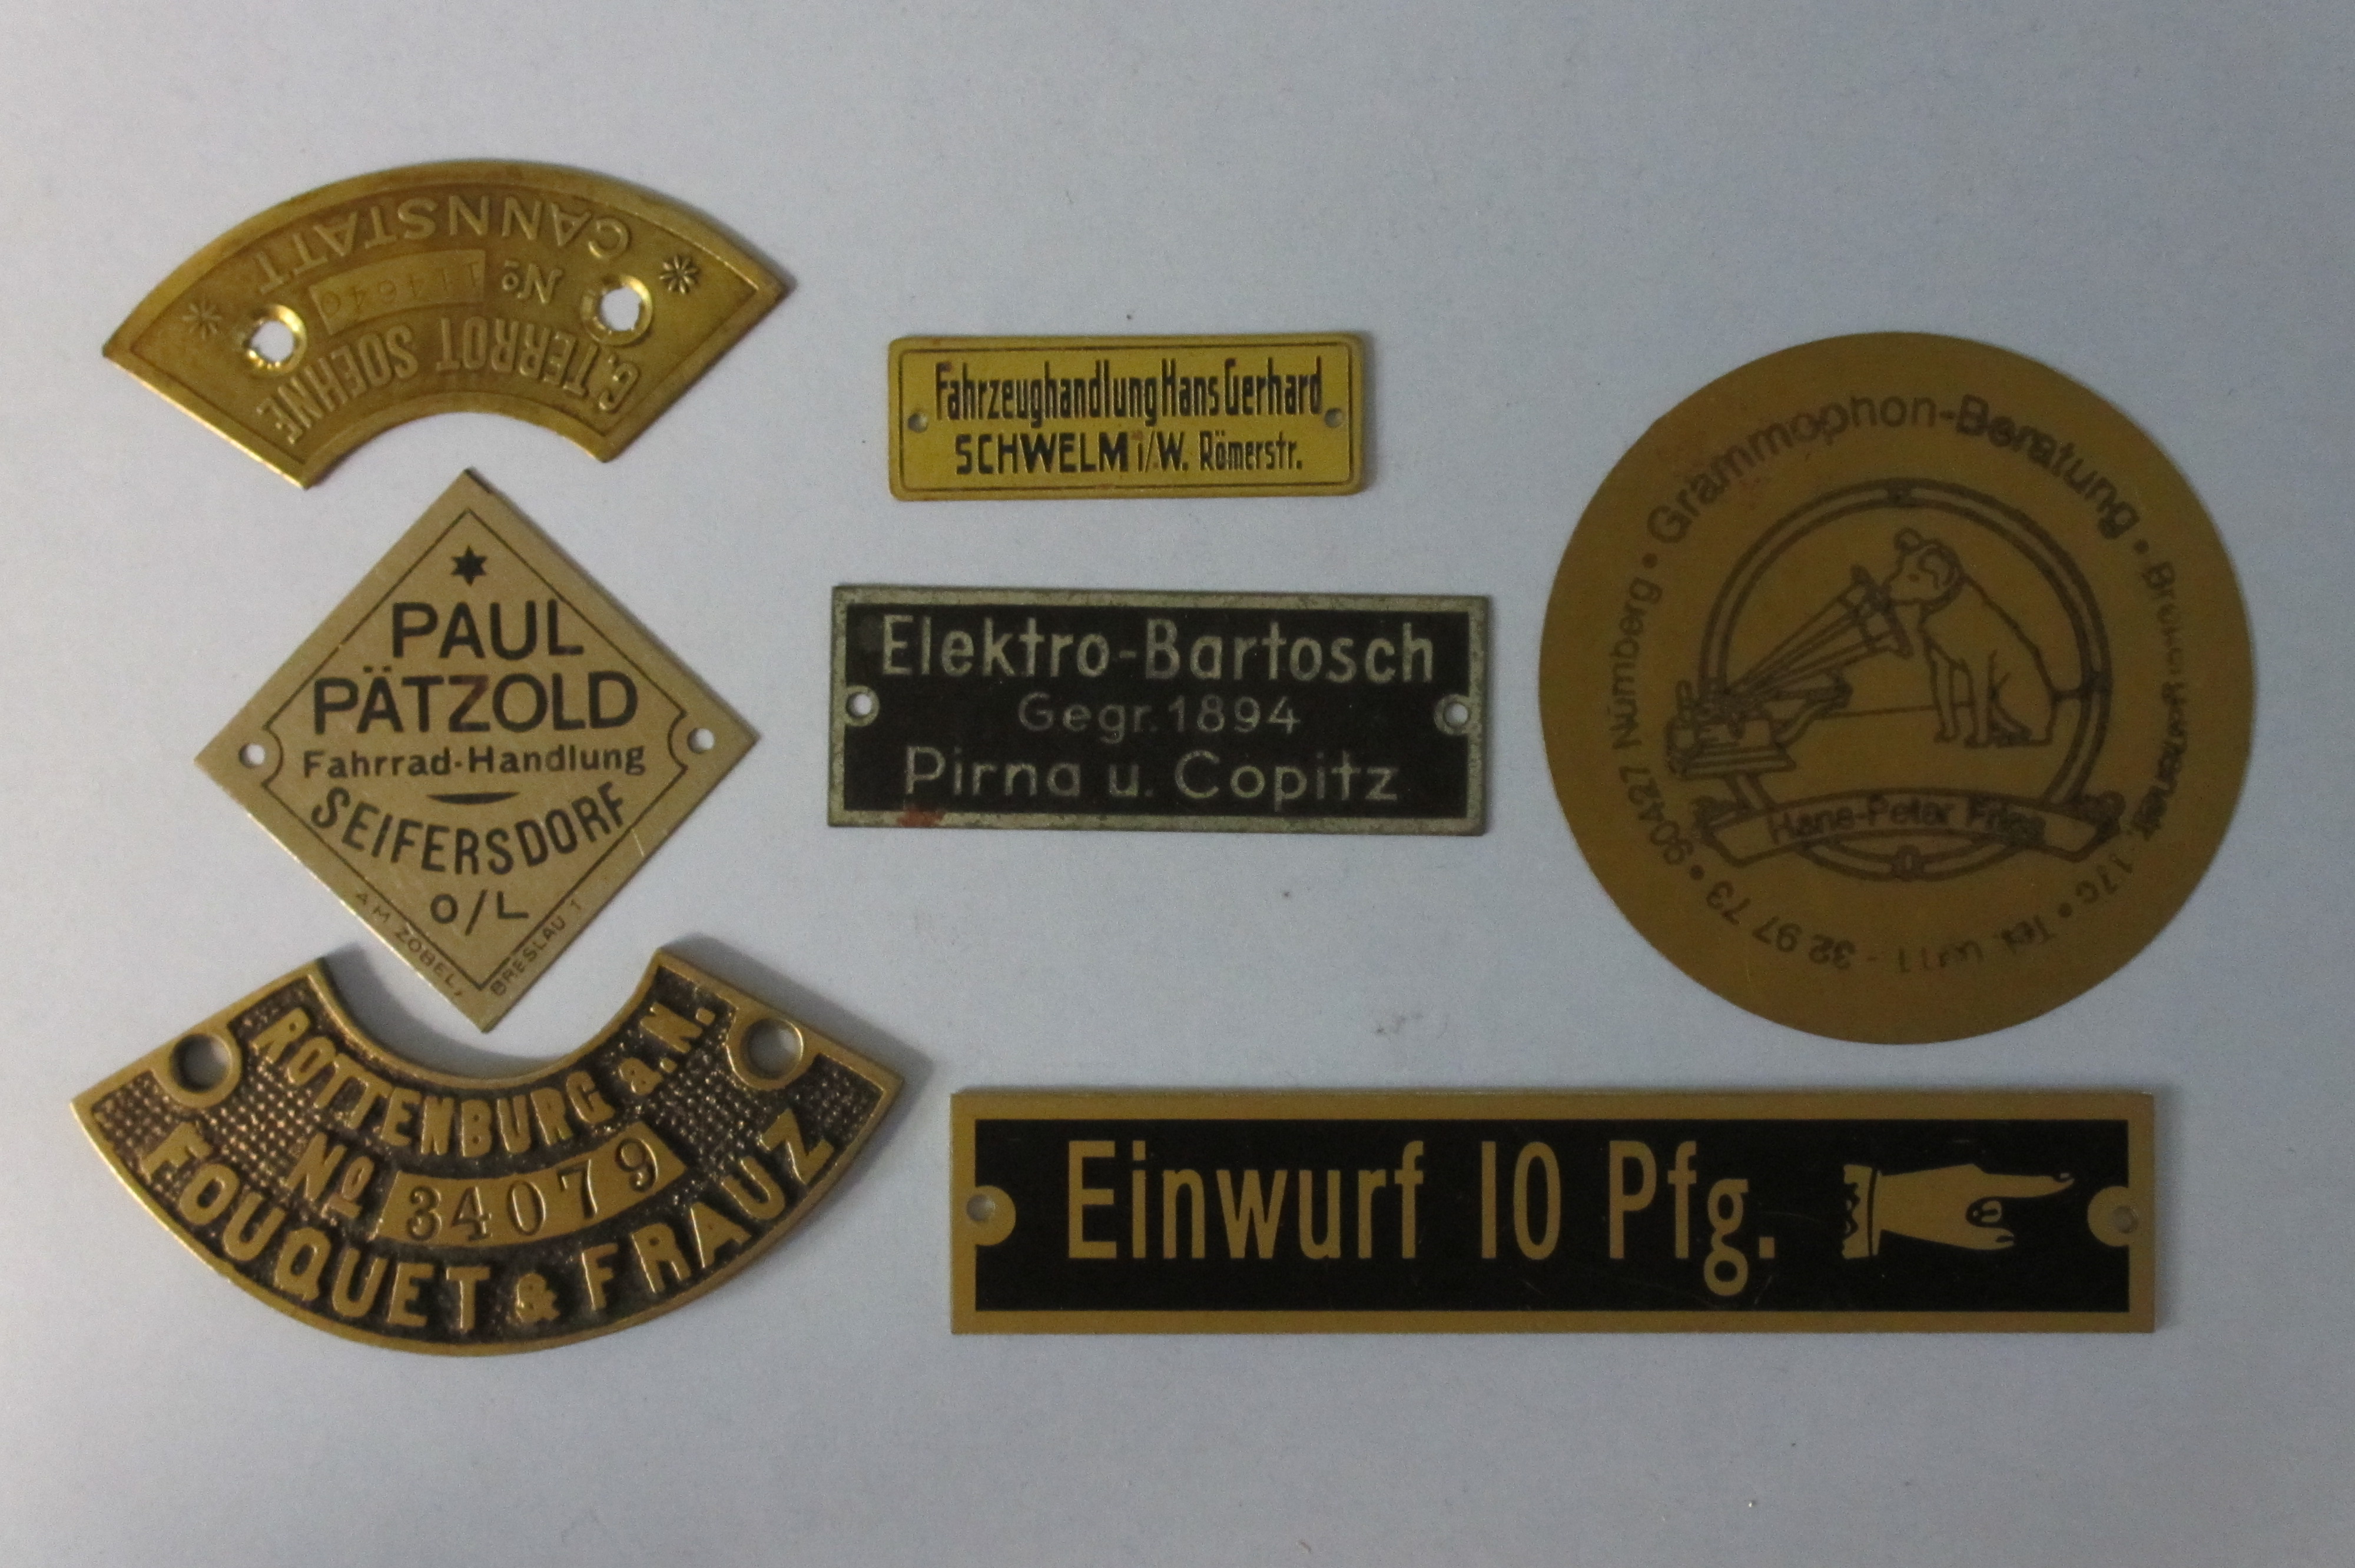 C. TERROT SOEHNE
No 114640
CANNSTATT
PAUL
PÄTZOLD
Fahrrad-Handlung
SEIFERSDORF
O/L
AM. ZOBEL, BRESLAU 1
ROTTENBURG a. N.
No 34079
FOUQUET & FRAUZ
Fahrzeughandlung Hans Gerhard
SCHWELM i/W. Römerstr.
Elektro-Bartosch
Gegr. 1894
Pirna u. Copitz
Grammophon-Beratung • 17c • Tel. 0911 - 32 97 73 • 90427 Nürnberg •
Hans-Peter Fries
Einwurf 10 Pfg.